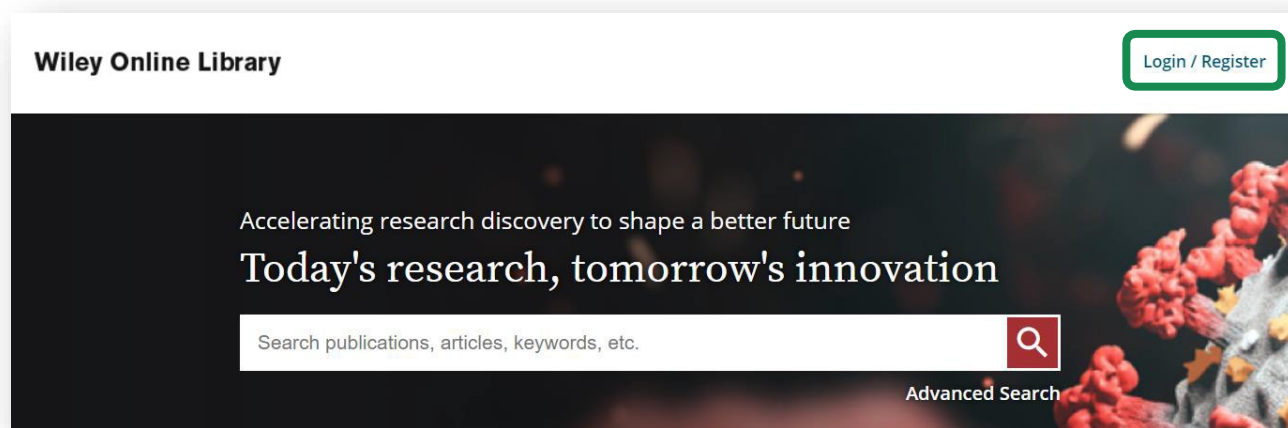 Wiley Online Library
Login / Register
Accelerating research discovery to shape a better future
Today's research, tomorrow's innovation
Search publications, articles, keywords, etc.
Advanced Search